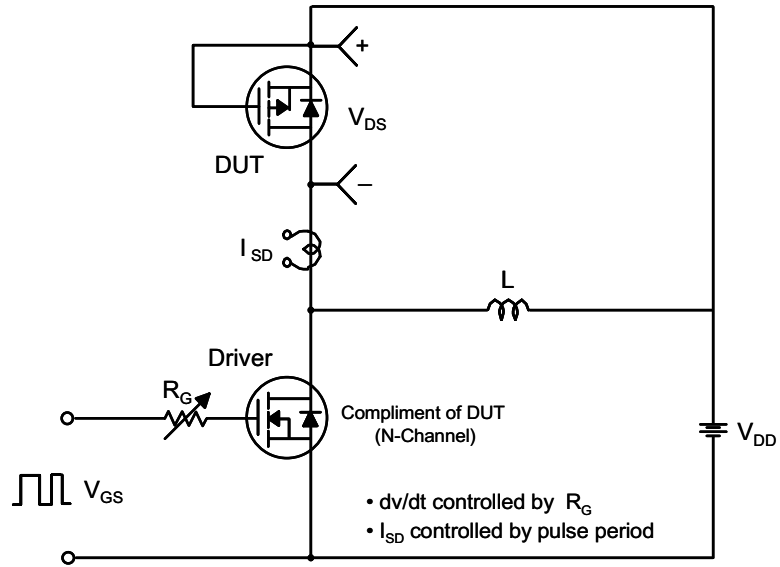 +
V_DS
DUT
–
I_SD
L
Driver
R_G
Compliment of DUT
(N-Channel)
V_DD
V_GS
• dv/dt controlled by R_G
• I_SD controlled by pulse period